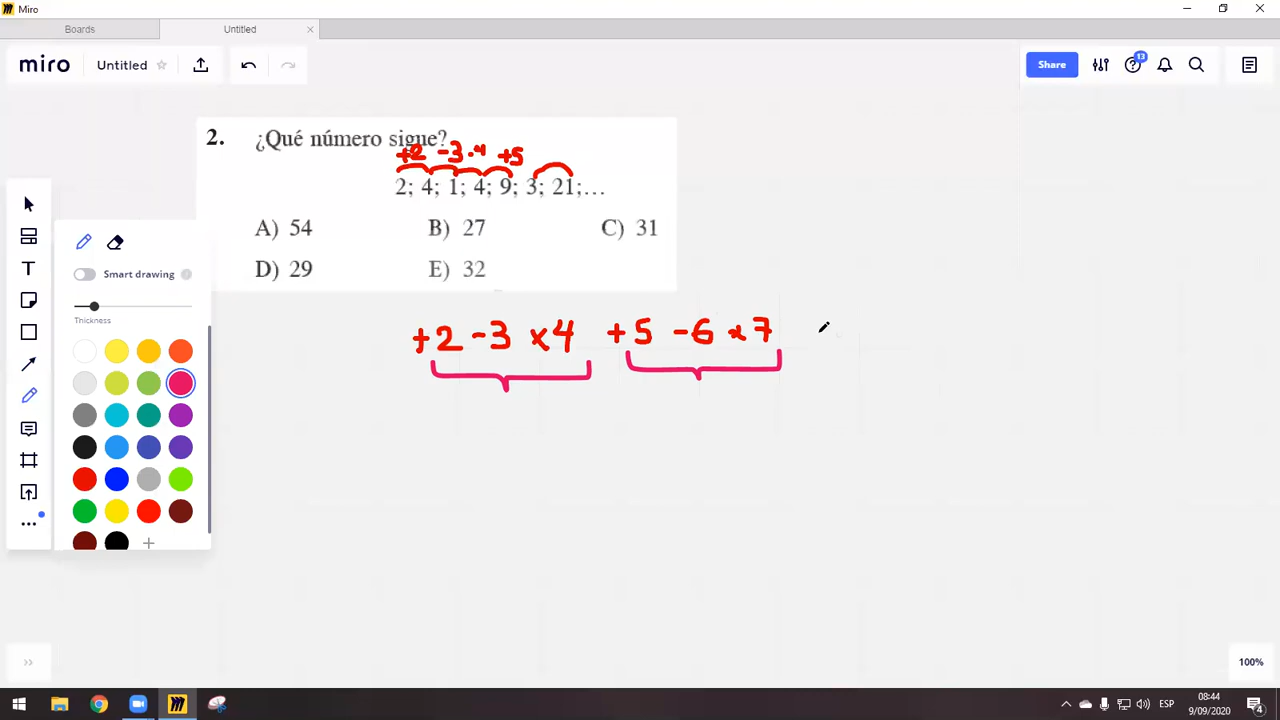 Miro
Boards
Untitled
miro
Untitled
Share
13
2. ¿Qué número sigue?
+2 -3 ·4 +5
2; 4; 1; 4; 9; 3; 21;...
A) 54 B) 27 C) 31
D) 29 E) 32
T
Smart drawing
Thickness
+2 -3 x4 +5 -6 x7
100%
ESP
08:44
9/09/2020
4